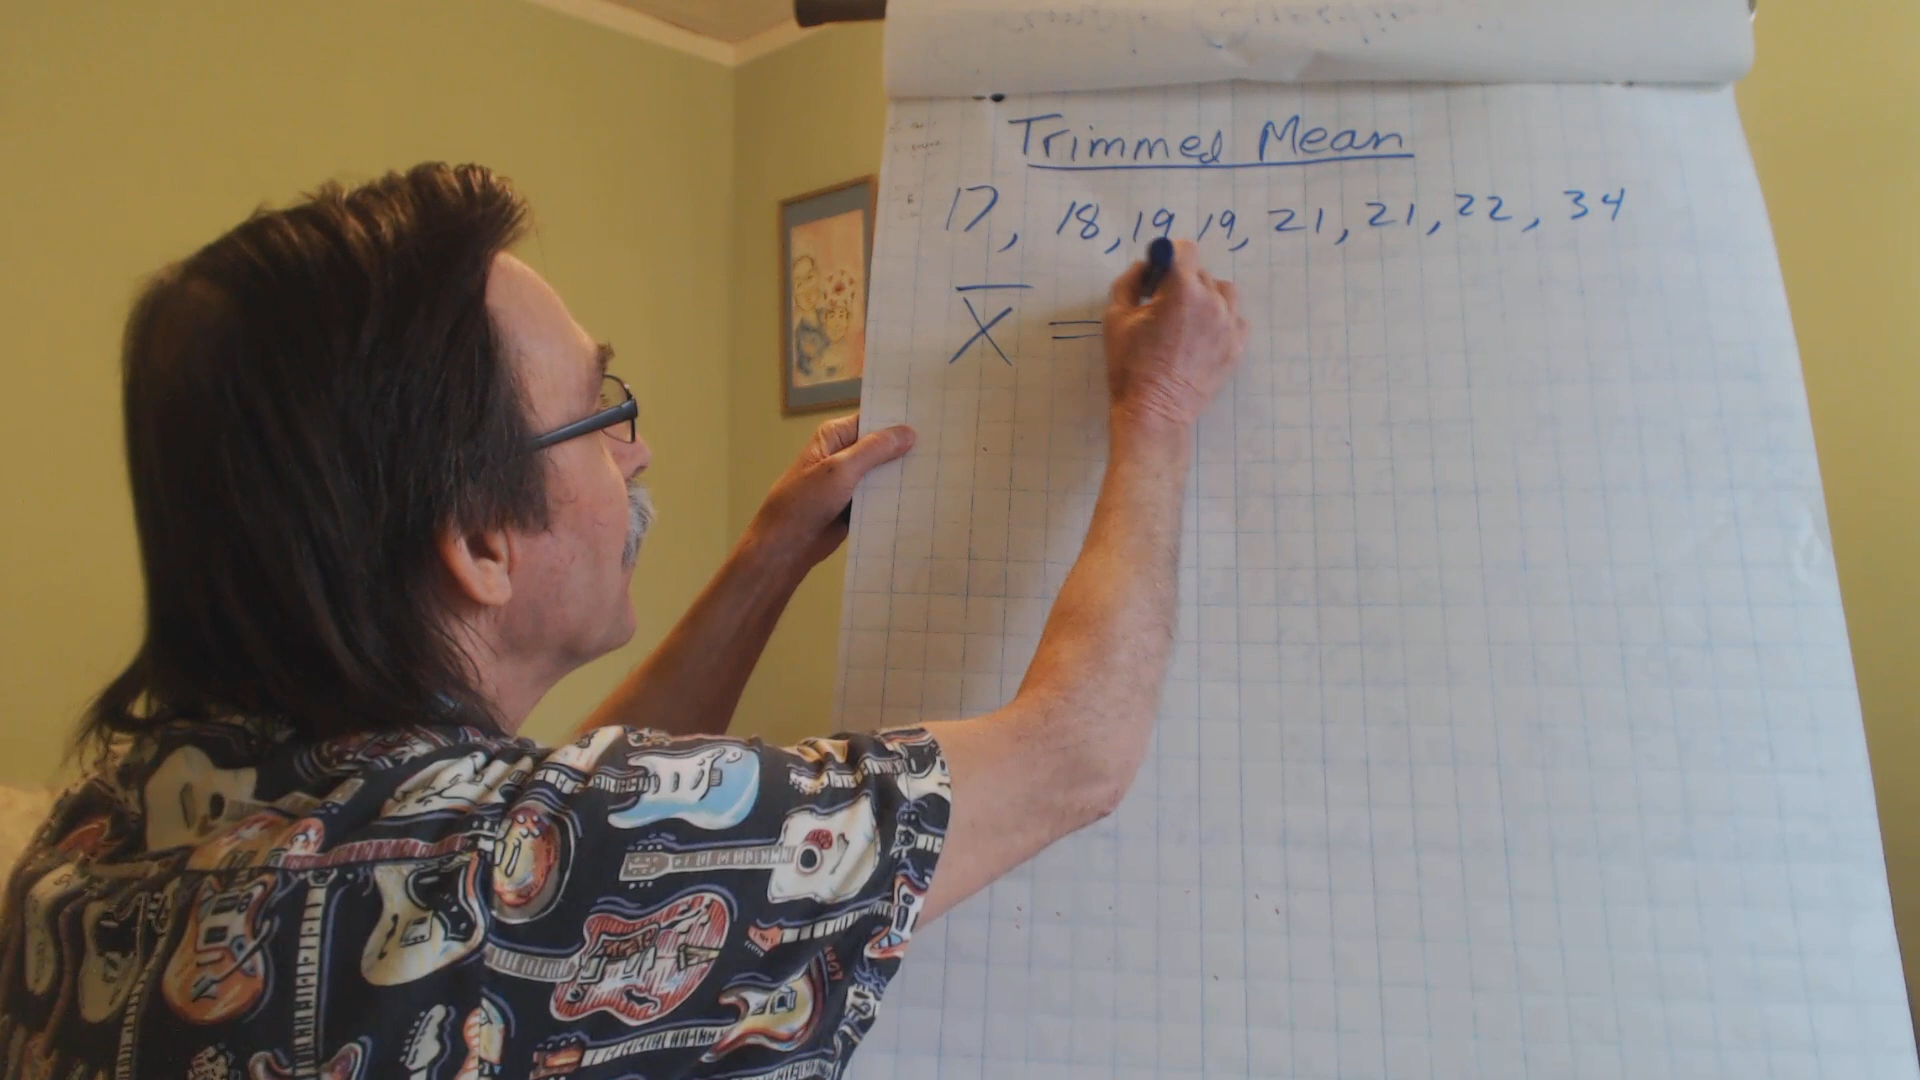 Trimmed Mean
17, 18, 19, 19, 21, 21, 22, 34
X̅ =